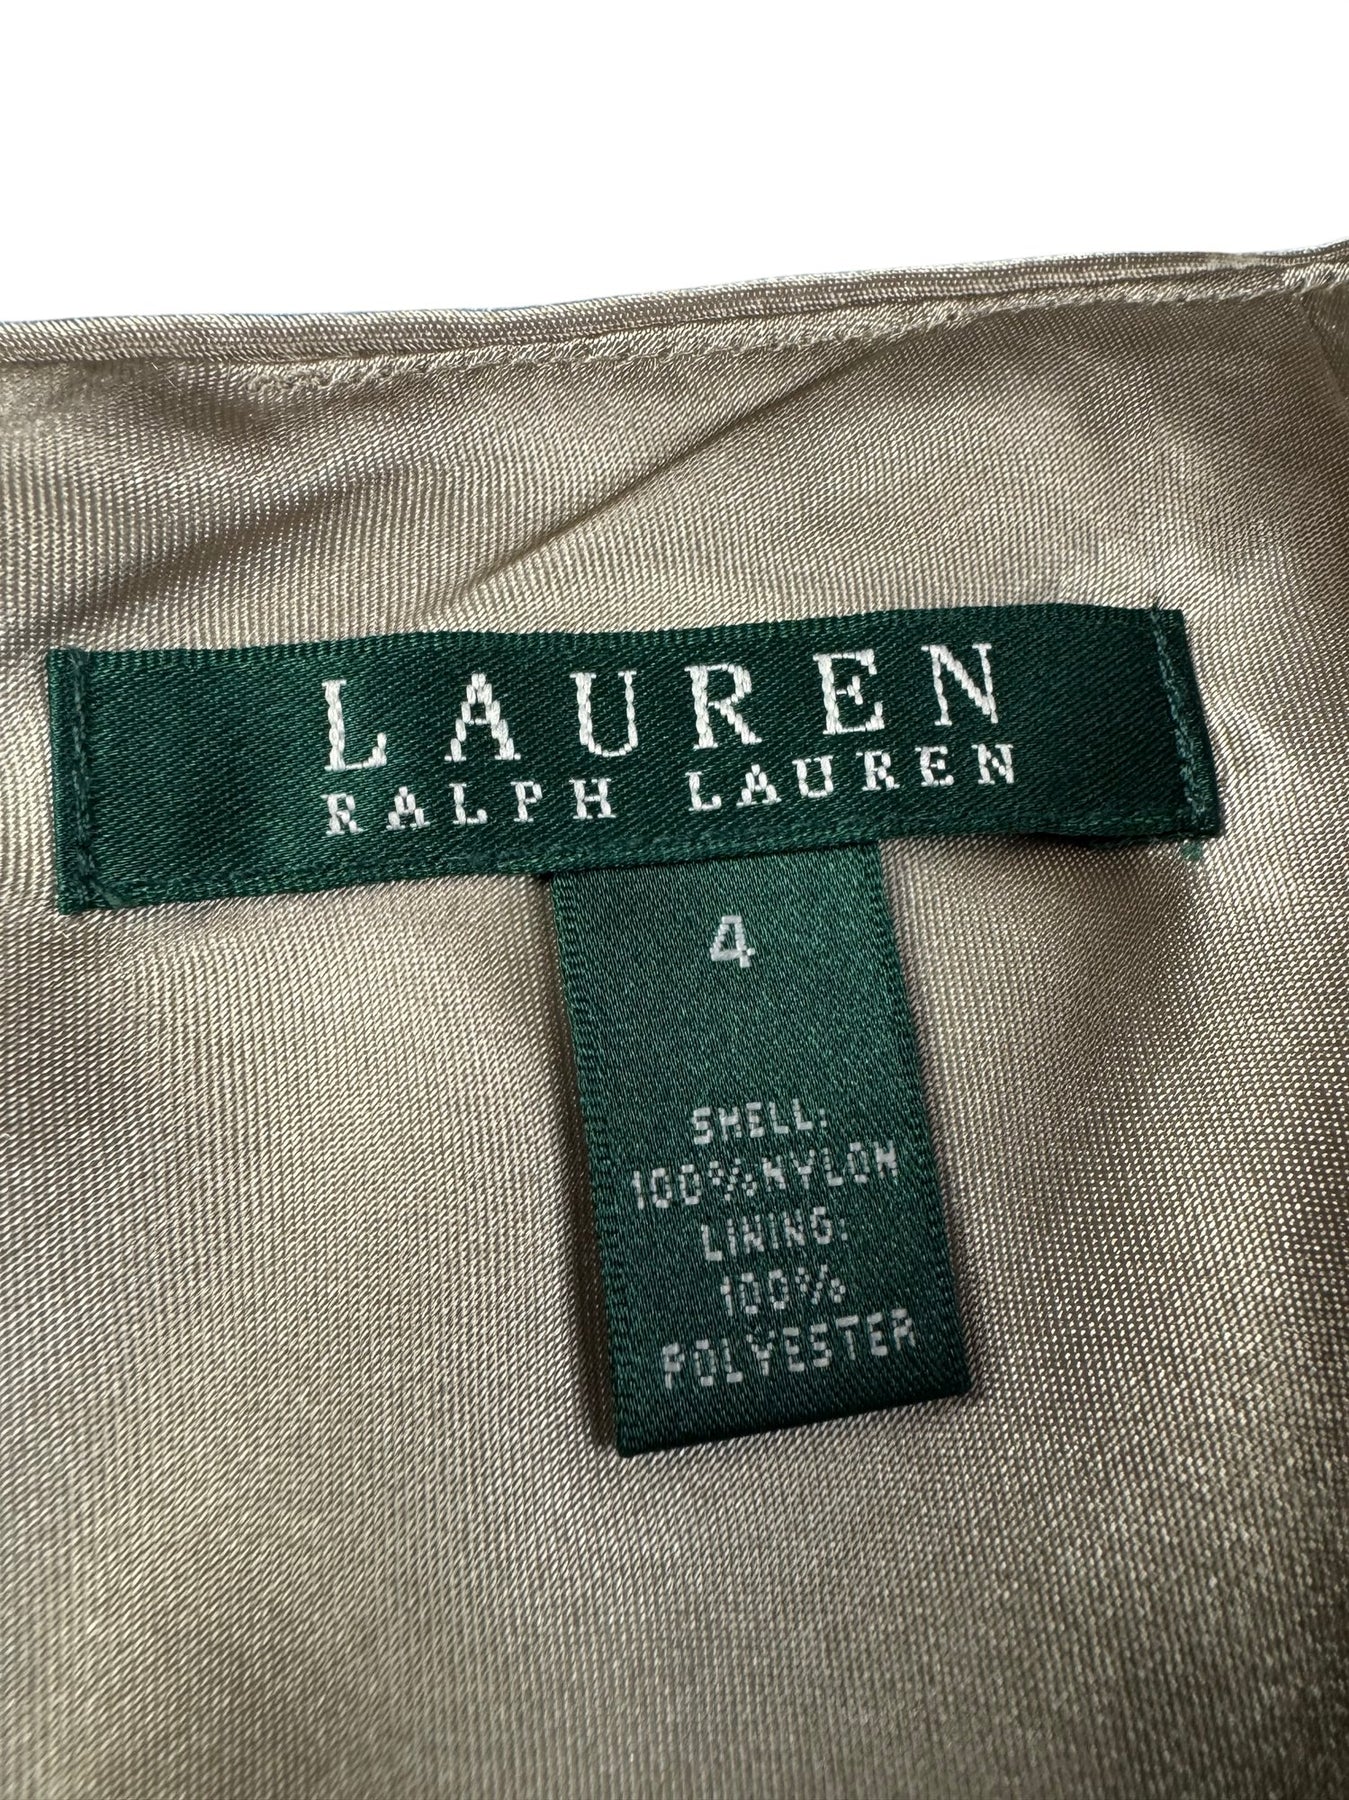 LAUREN
RALPH LAUREN
4
SHELL:
100%NYLON
LINING:
100%
POLYESTER